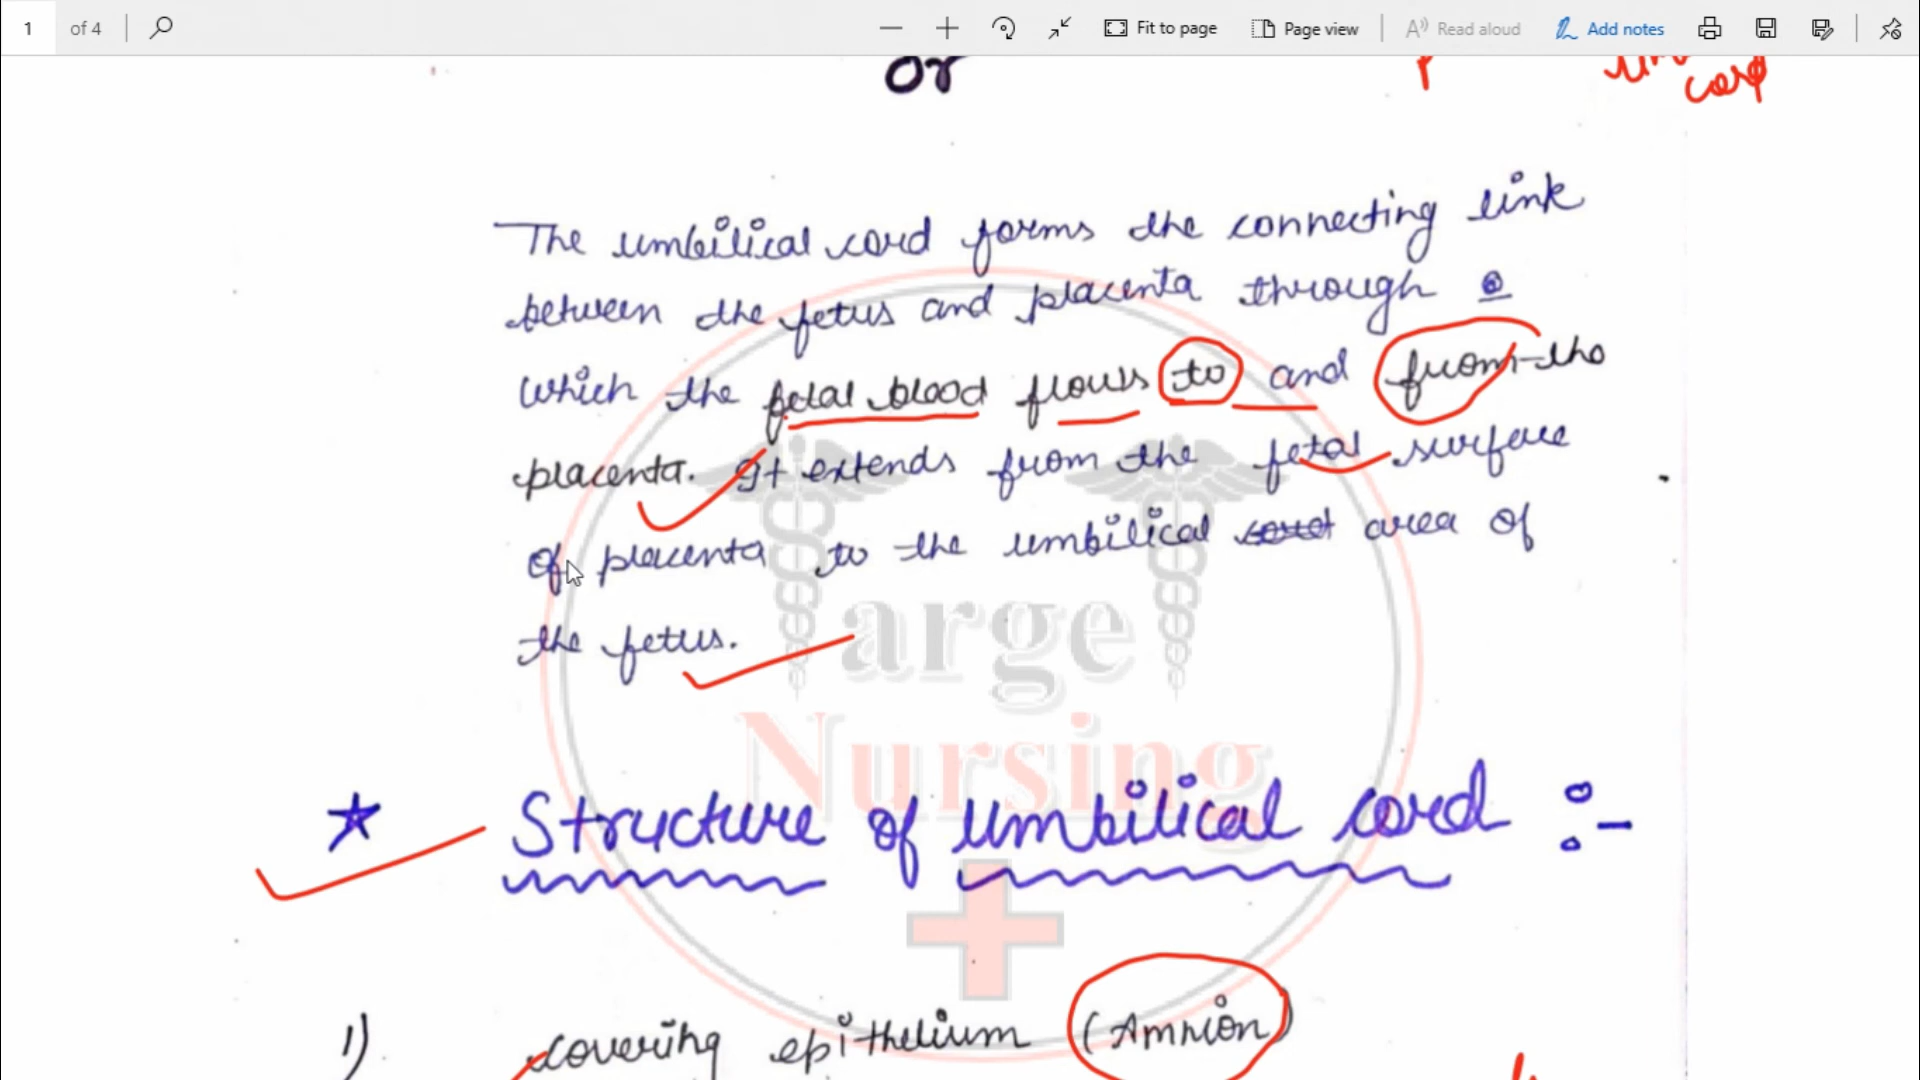 1 of 4 Fit to page Page view Read aloud Add notes
or
cord
The umbilical cord forms the connecting link
between the fetus and placenta through
which the fetal blood flows to and from the
placenta. It extends from the fetal surface
of placenta to the umbilical area of
the fetus.
arge
Nursing
★ Structure of umbilical cord :-
1) covering epithelium (Amnion)